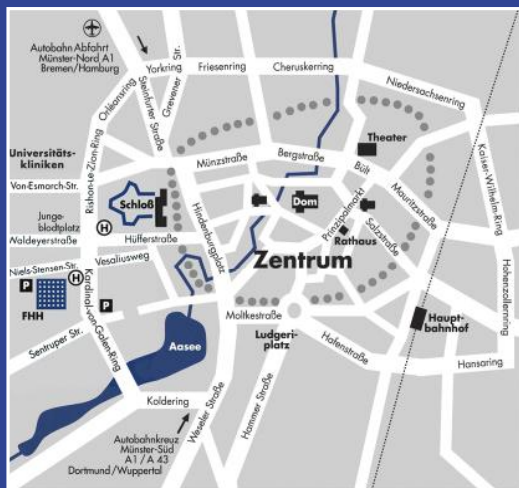 Autobahn Abfahrt
Münster-Nord A1
Bremen/Hamburg
Orléansring
Yorkring
Steinfurter Straße
Grevener Str.
Friesenring
Cheruskerring
Niedersachsenring
Theater
Universitäts-
kliniken
Rishon-Le-Zion-Ring
Münzstraße
Bergstraße
Bült
Kaiser-Wilhelm Ring
Von-Esmarch-Str.
Schloß
Hindenburgplatz
Dom
Prinzipalmarkt
Mauritzstraße
Junge-
blodtplatz
H
Waldeyerstraße
Hüfferstraße
Rathaus
Salzstraße
Zentrum
Niels-Stensen-Str.
Vesaliusweg
H
P
FHH
Kardinal-von-Galen-Ring
P
Hohenzollernring
Moltkestraße
Haupt-
bahnhof
Sentruper Str.
Aasee
Ludgeri-
platz
Hafenstraße
Hansaring
Koldering
Weseler Straße
Hammer Straße
Autobahnkreuz
Münster-Süd
A1 / A 43
Dortmund/Wuppertal